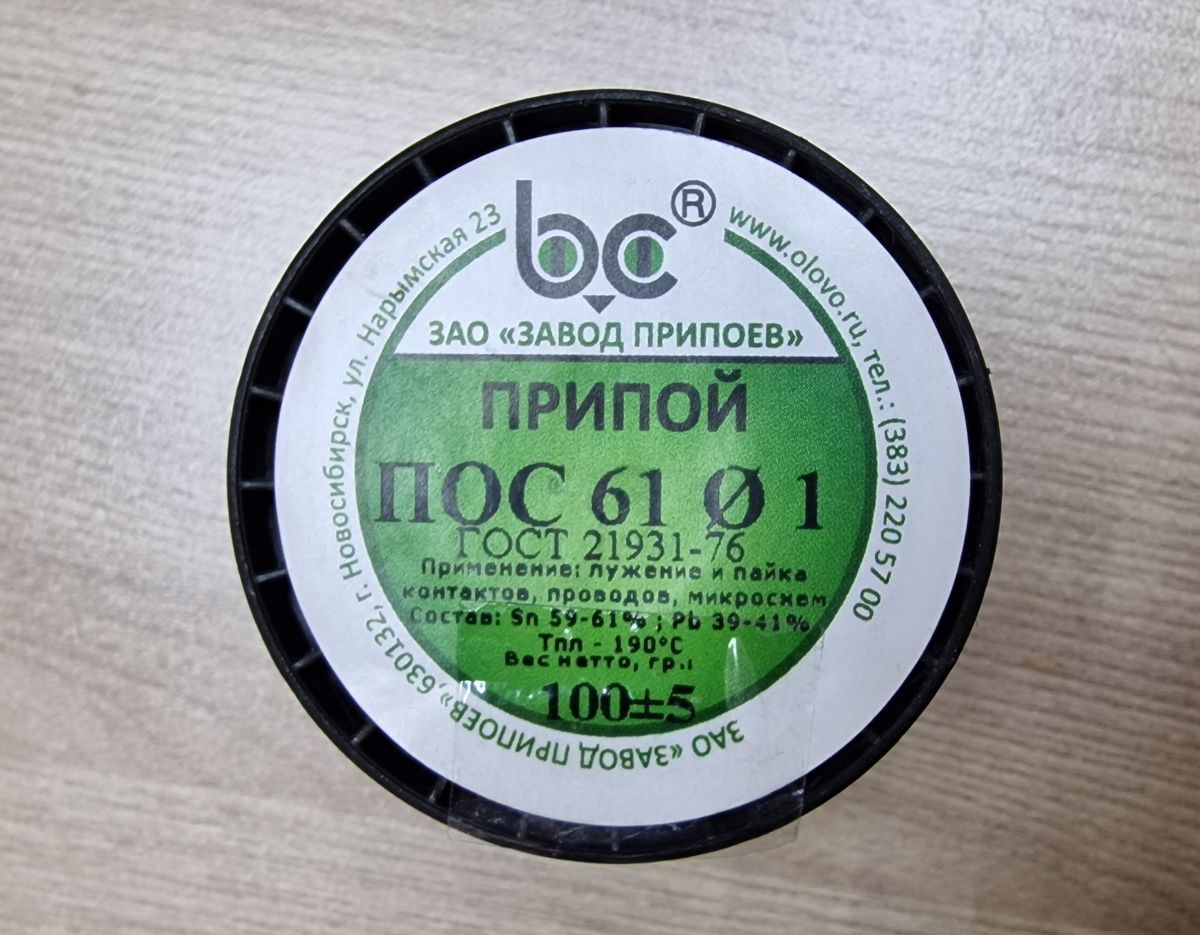 bc®
ЗАО «ЗАВОД ПРИПОЕВ»
ПРИПОЙ
ПОС 61 Ø 1
ГОСТ 21931-76
Применение: лужение и пайка
контактов, проводов, микросхем
Состав: Sn 59-61% ; Pb 39-41%
Тпл - 190°С
Вес нетто, гр.:
100±5
ЗАО «ЗАВОД ПРИПОЕВ», 630132, г. Новосибирск, ул. Нарымская 23
www.olovo.ru, тел.: (383) 220 57 00